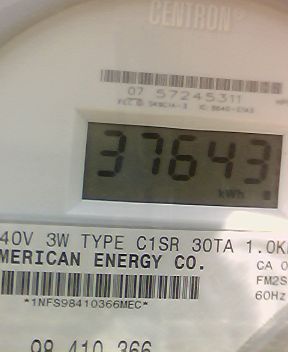 CENTRON
07 57245311
37643
kWh
40V 3W TYPE C1SR 30TA 1.0K
MERICAN ENERGY CO.
CA 0
FM2S
60Hz
*1NFS98410366MEC*
98 410 366